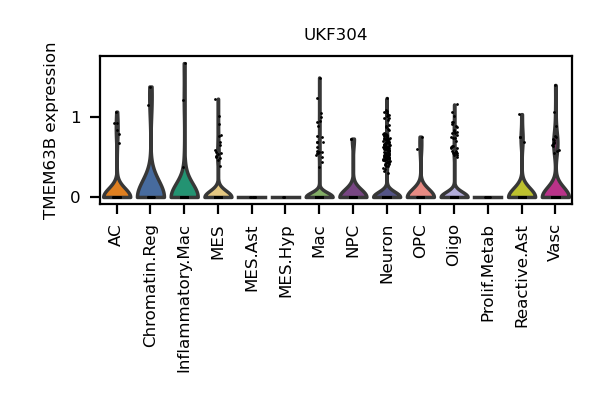 UKF304
TMEM63B expression
1
0
AC
Chromatin.Reg
Inflammatory.Mac
MES
MES.Ast
MES.Hyp
Mac
NPC
Neuron
OPC
Oligo
Prolif.Metab
Reactive.Ast
Vasc